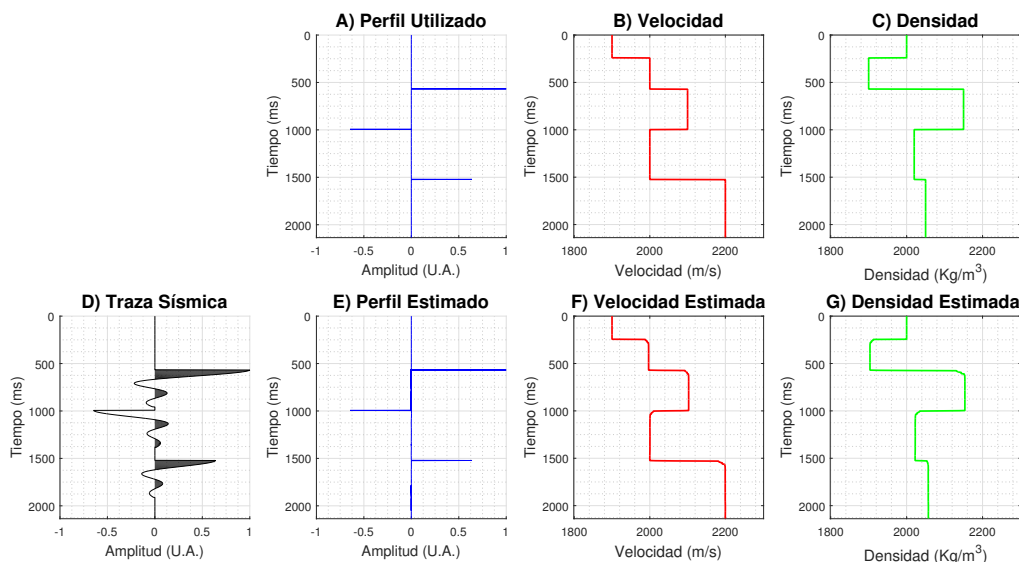 A) Perfil Utilizado
B) Velocidad
C) Densidad
0
500
1000
1500
2000
Tiempo (ms)
-1 -0.5 0 0.5 1
Amplitud (U.A.)
0
500
1000
1500
2000
Tiempo (ms)
1800 2000 2200
Velocidad (m/s)
0
500
1000
1500
2000
Tiempo (ms)
1800 2000 2200
Densidad (Kg/m³)
D) Traza Sísmica
E) Perfil Estimado
F) Velocidad Estimada
G) Densidad Estimada
0
500
1000
1500
2000
Tiempo (ms)
-1 -0.5 0 0.5 1
Amplitud (U.A.)
0
500
1000
1500
2000
Tiempo (ms)
-1 -0.5 0 0.5 1
Amplitud (U.A.)
0
500
1000
1500
2000
Tiempo (ms)
1800 2000 2200
Velocidad (m/s)
0
500
1000
1500
2000
Tiempo (ms)
1800 2000 2200
Densidad (Kg/m³)